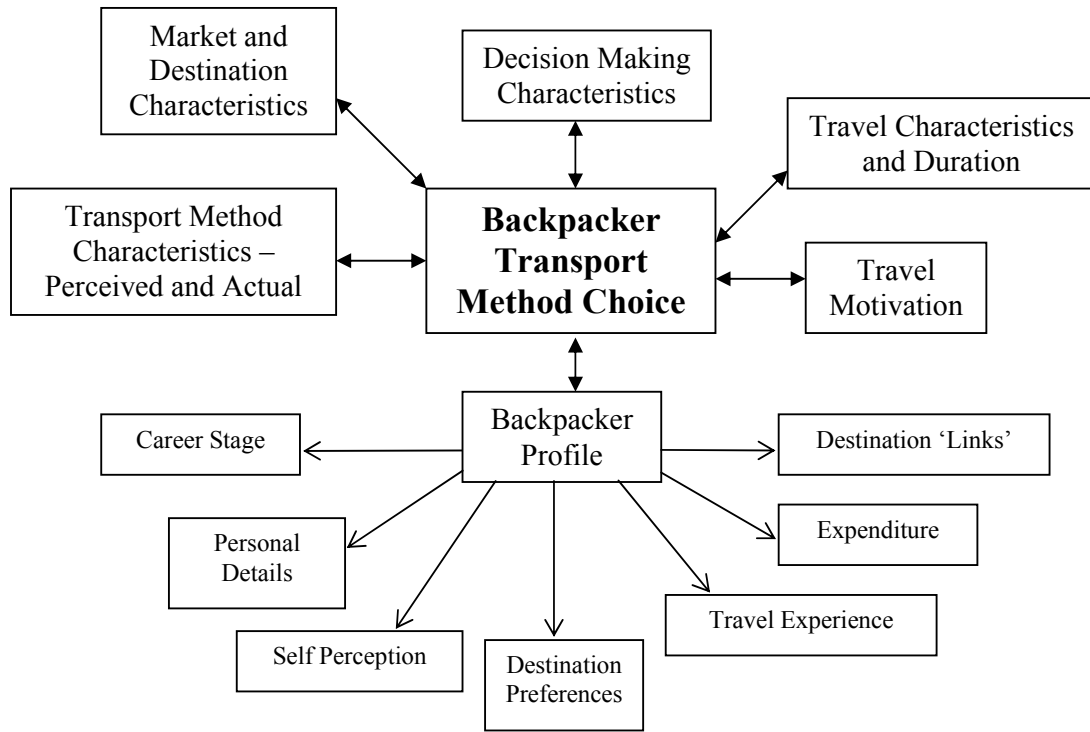 Market and
Destination
Characteristics
Decision Making
Characteristics
Travel Characteristics
and Duration
Transport Method
Characteristics –
Perceived and Actual
Backpacker
Transport
Method Choice
Travel
Motivation
Backpacker
Profile
Career Stage
Destination ‘Links’
Personal
Details
Expenditure
Self Perception
Destination
Preferences
Travel Experience